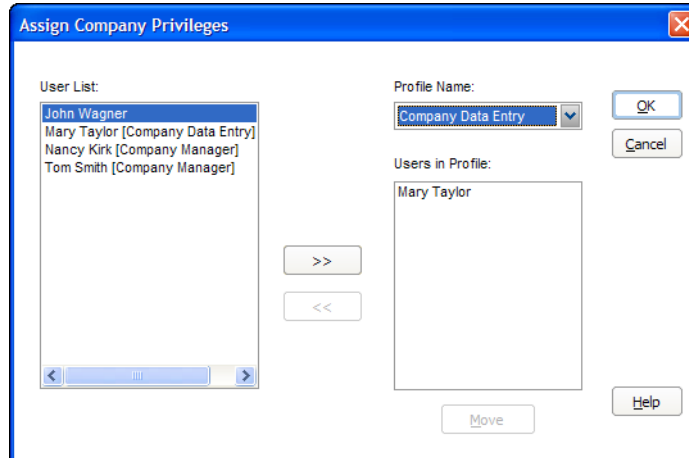 Assign Company Privileges
User List:
John Wagner
Mary Taylor [Company Data Entry]
Nancy Kirk [Company Manager]
Tom Smith [Company Manager]
>>
<<
Profile Name:
Company Data Entry
Users in Profile:
Mary Taylor
Move
OK
Cancel
Help